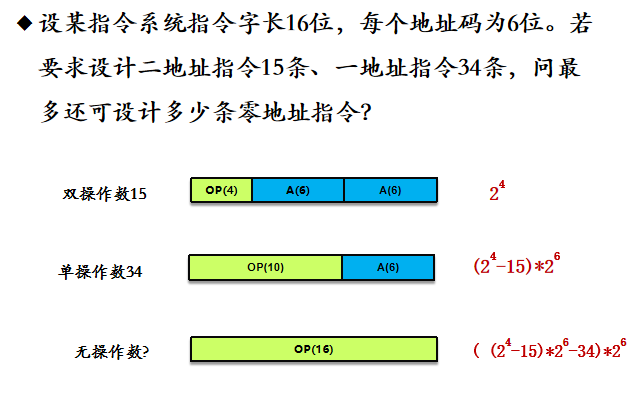 ◆ 设某指令系统指令字长16位，每个地址码为6位。若
要求设计二地址指令15条、一地址指令34条，问最
多还可设计多少条零地址指令？
双操作数15 OP(4) A(6) A(6) 2^4
单操作数34 OP(10) A(6) (2^4-15)*2^6
无操作数? OP(16) ( (2^4-15)*2^6-34)*2^6